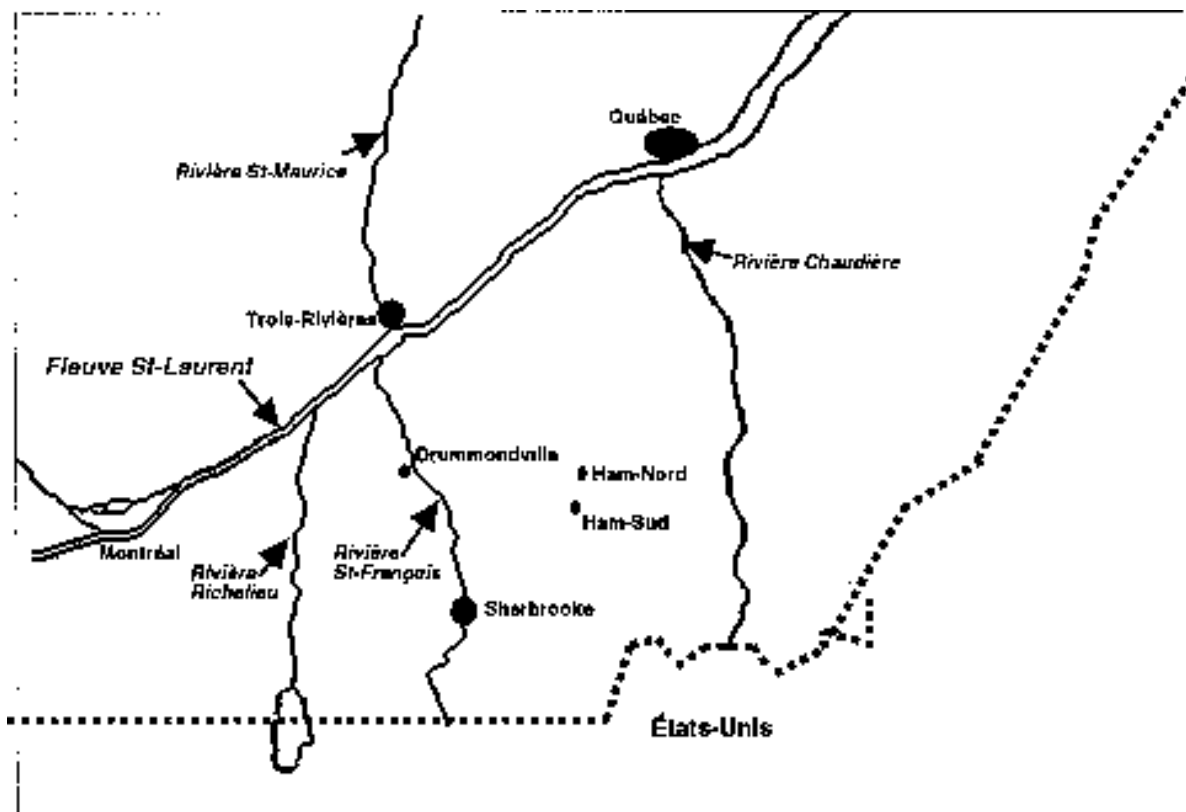 Québec
Rivière St-Maurice
Rivière Chaudière
Trois-Rivières
Fleuve St-Laurent
Drummondville
Ham-Nord
Ham-Sud
Montréal
Rivière
Richelieu
Rivière
St-François
Sherbrooke
États-Unis